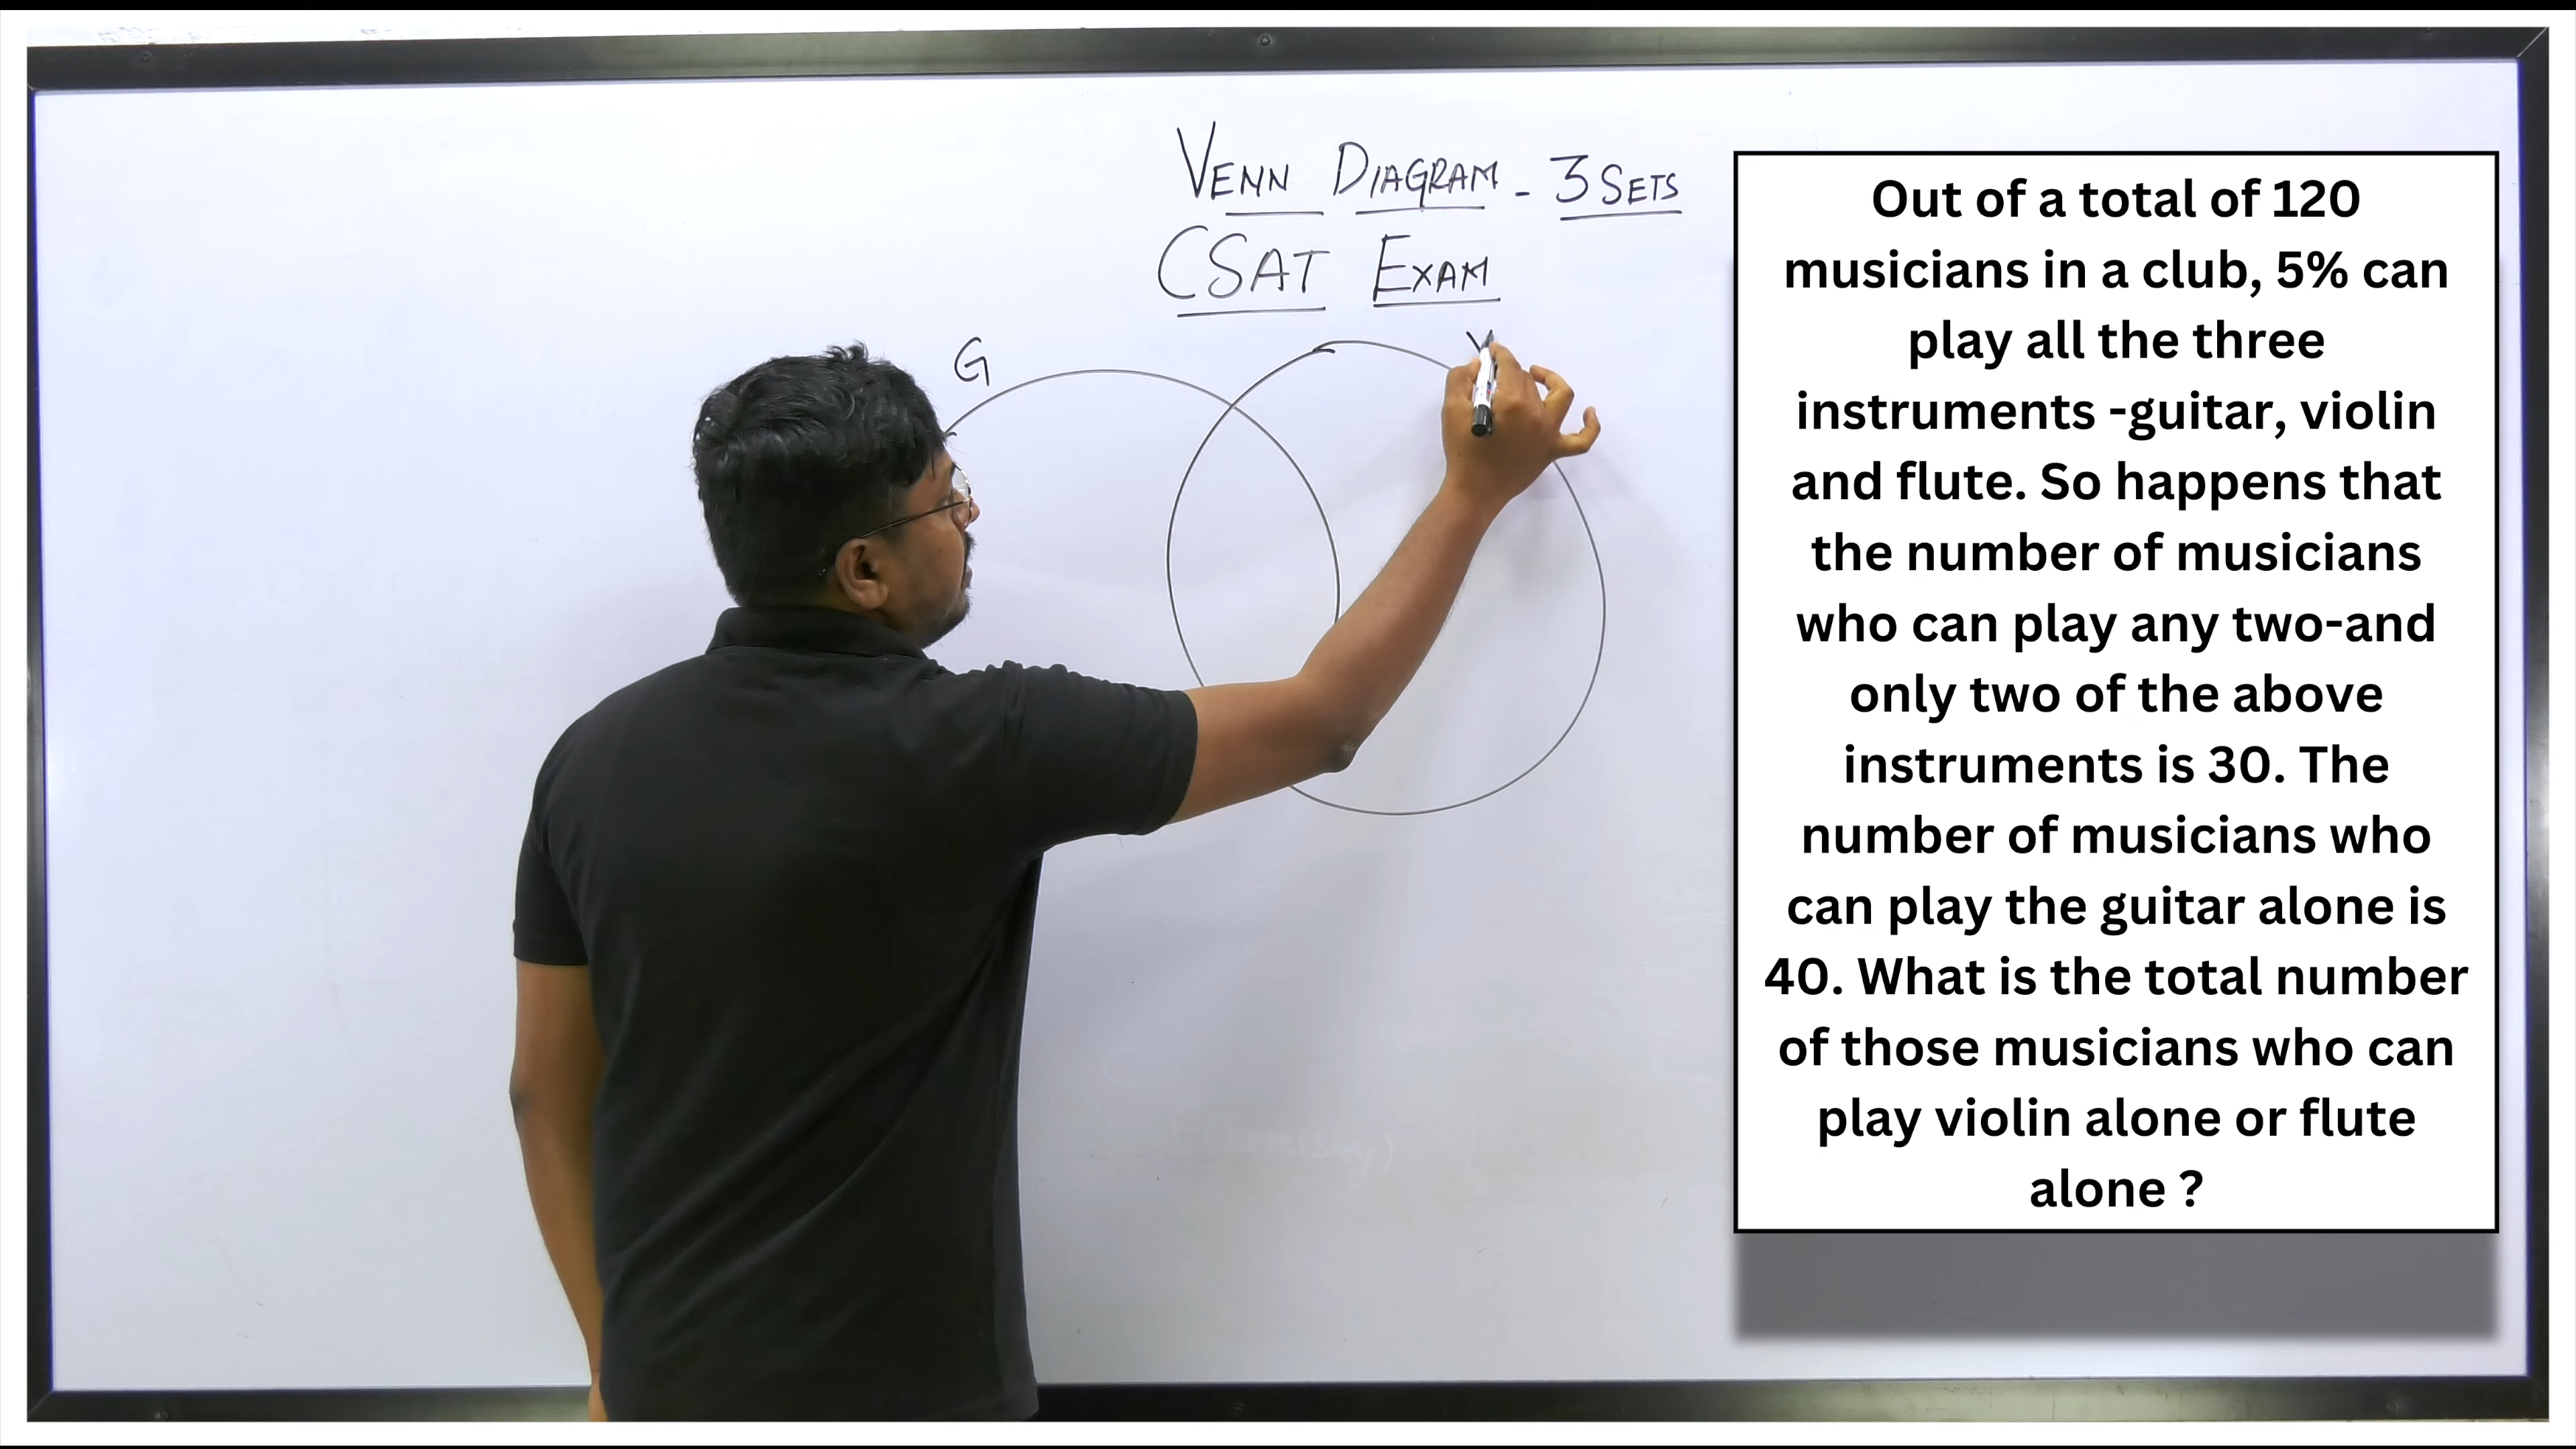 VENN DIAGRAM - 3 SETS
CSAT EXAM
G
Out of a total of 120
musicians in a club, 5% can
play all the three
instruments -guitar, violin
and flute. So happens that
the number of musicians
who can play any two-and
only two of the above
instruments is 30. The
number of musicians who
can play the guitar alone is
40. What is the total number
of those musicians who can
play violin alone or flute
alone ?